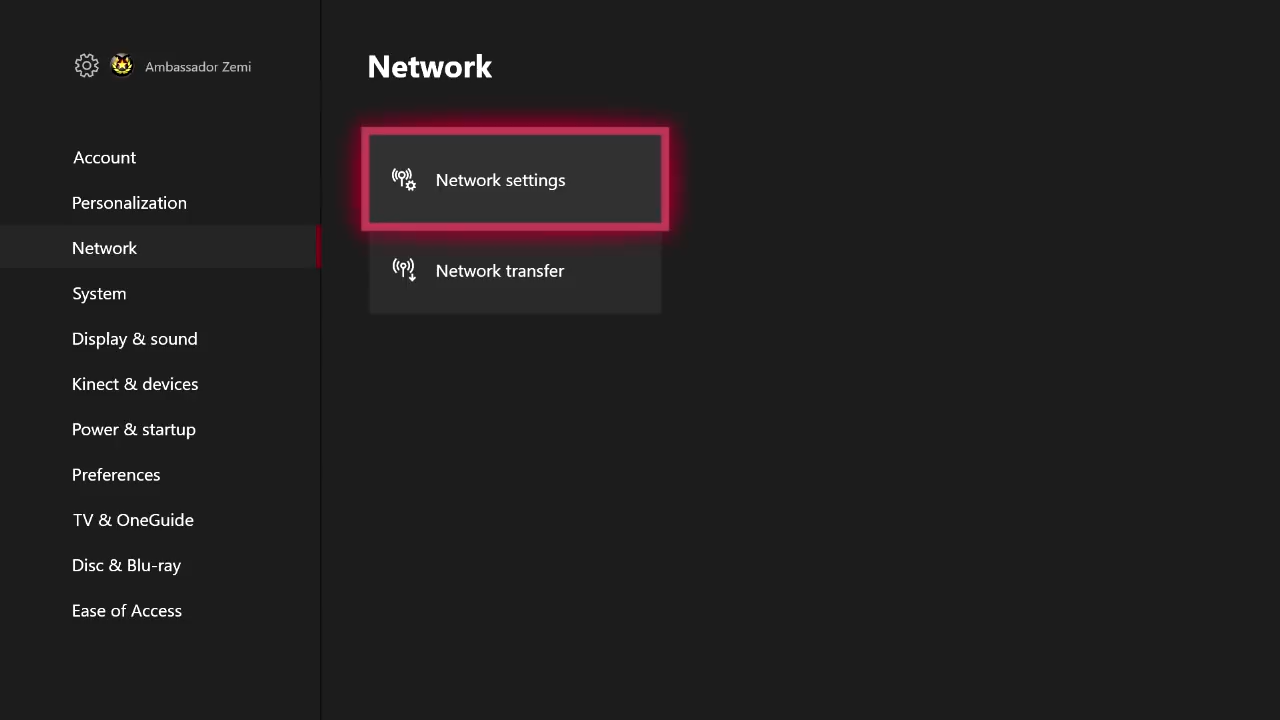 Ambassador Zemi
Account
Personalization
Network
System
Display & sound
Kinect & devices
Power & startup
Preferences
TV & OneGuide
Disc & Blu-ray
Ease of Access
Network
Network settings
Network transfer